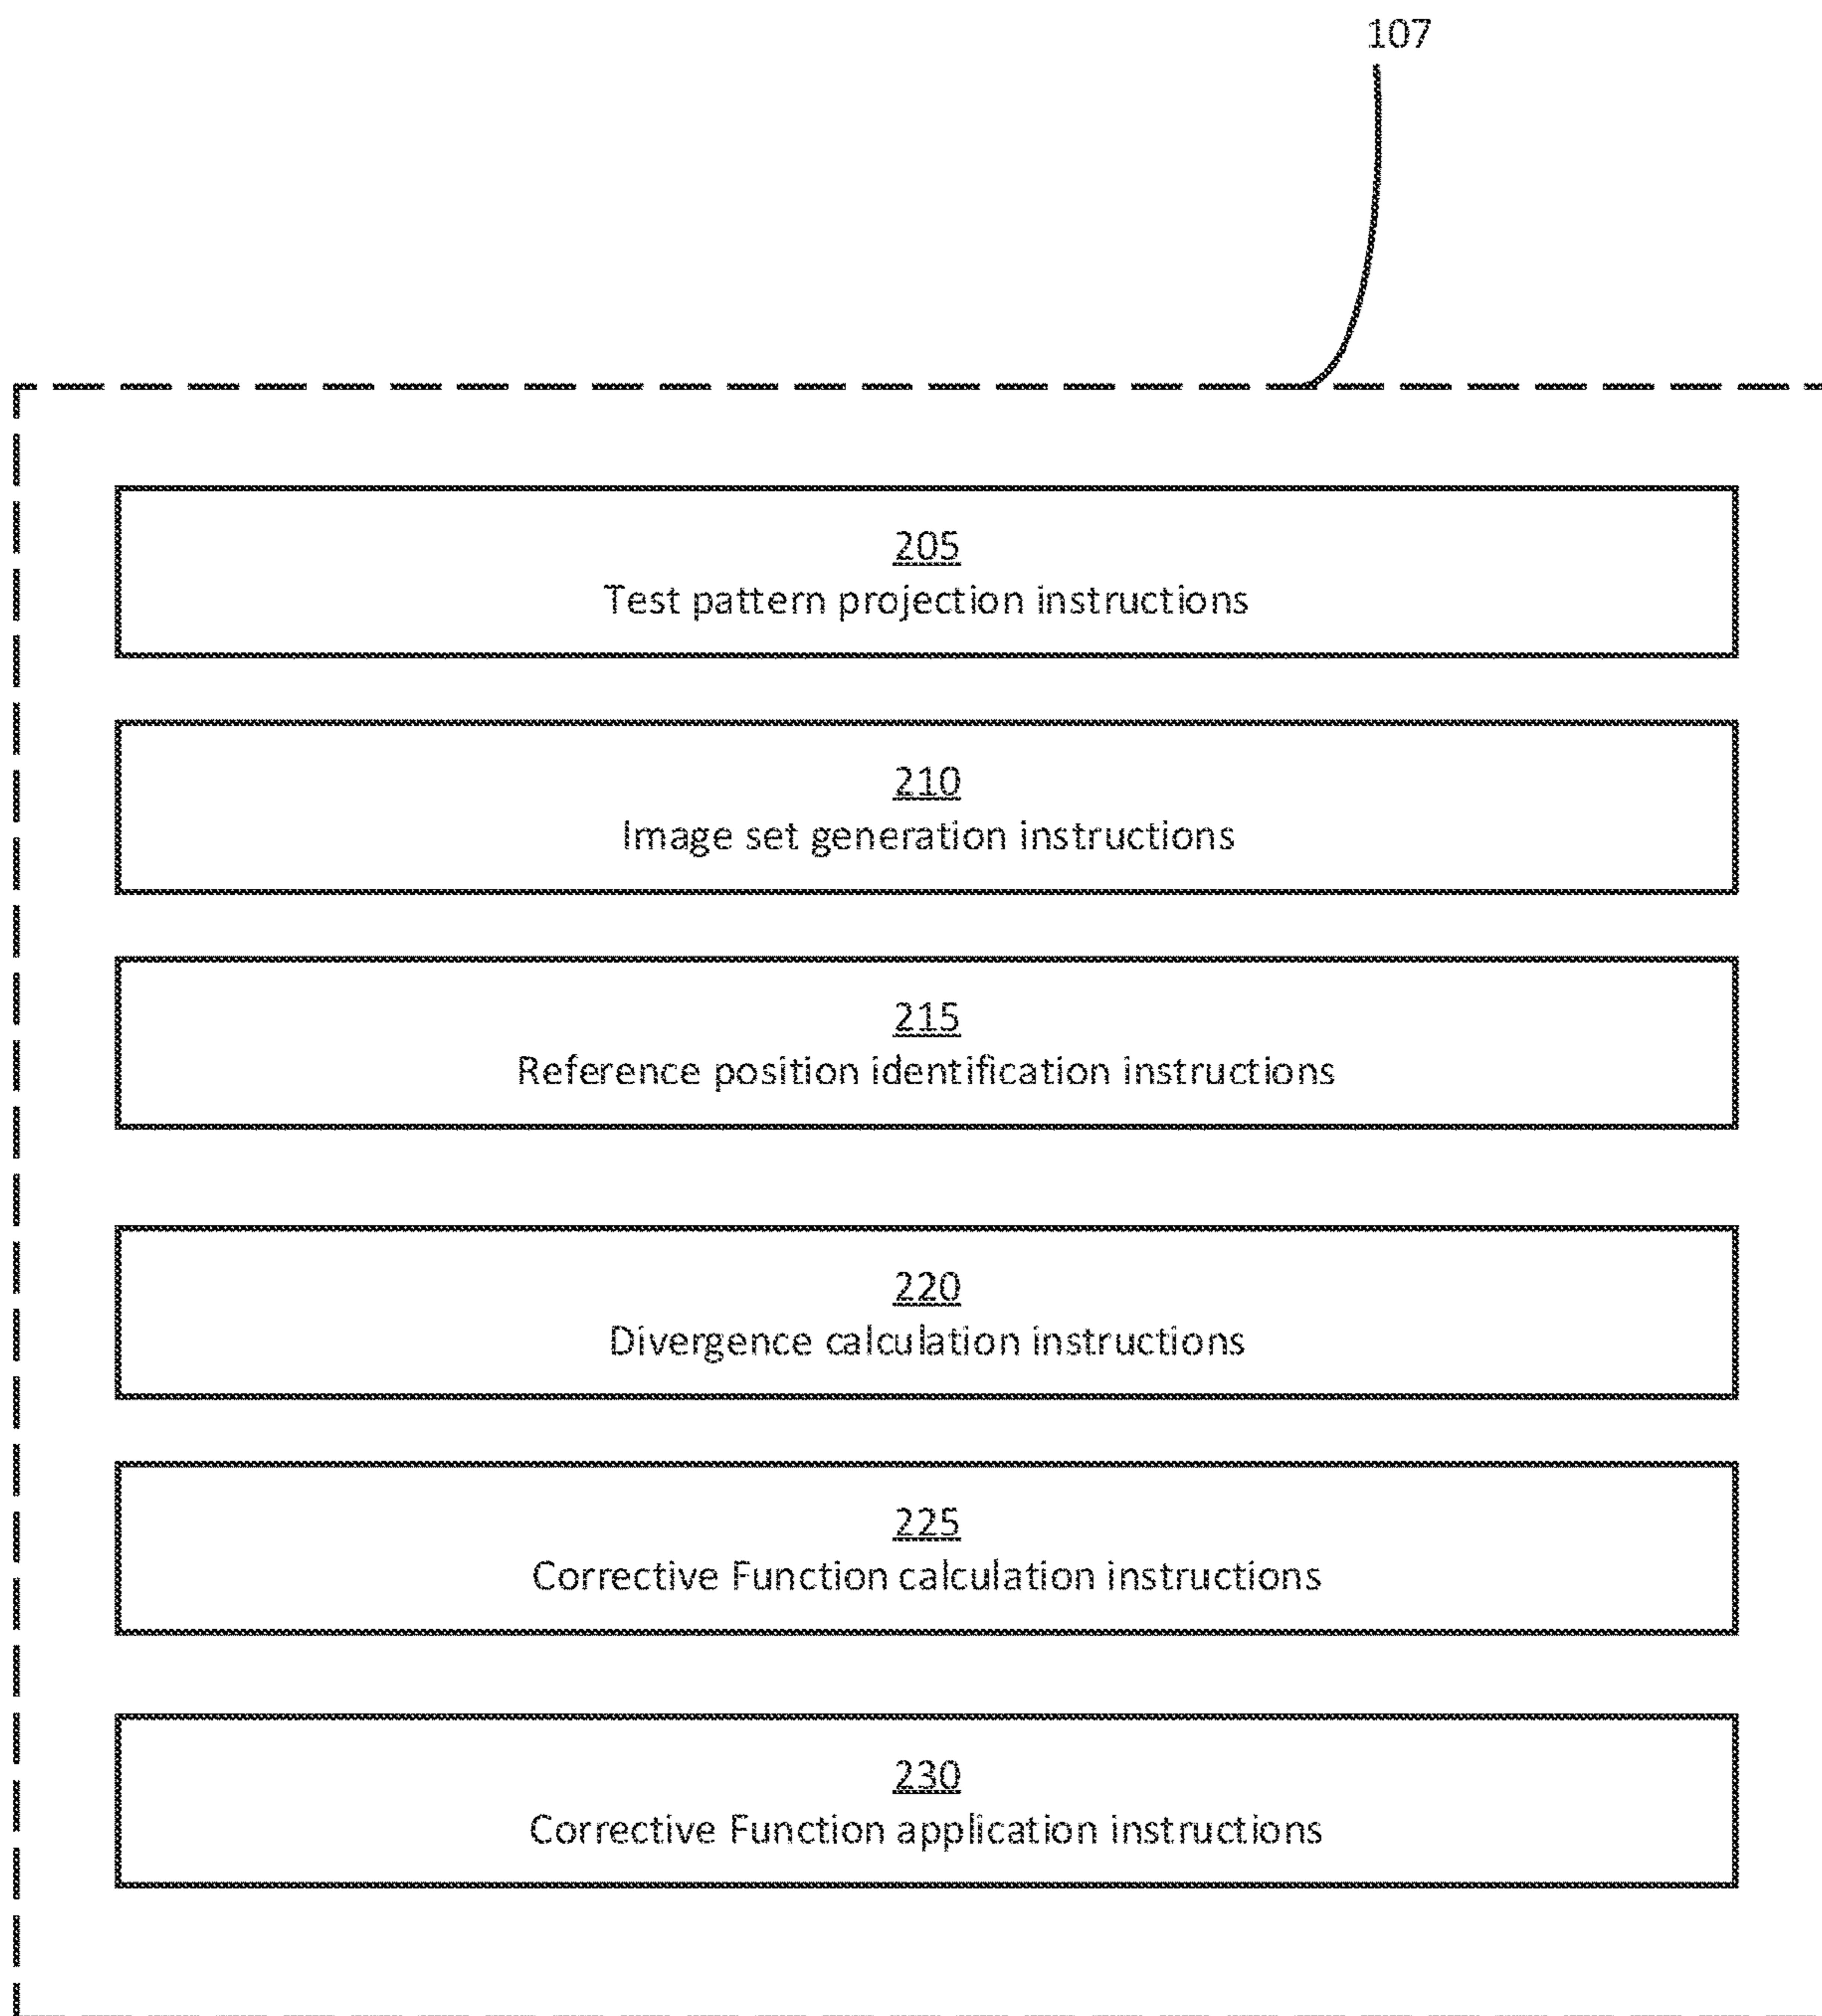 107
205
Test pattern projection instructions
210
Image set generation instructions
215
Reference position identification instructions
220
Divergence calculation instructions
225
Corrective Function calculation instructions
230
Corrective Function application instructions